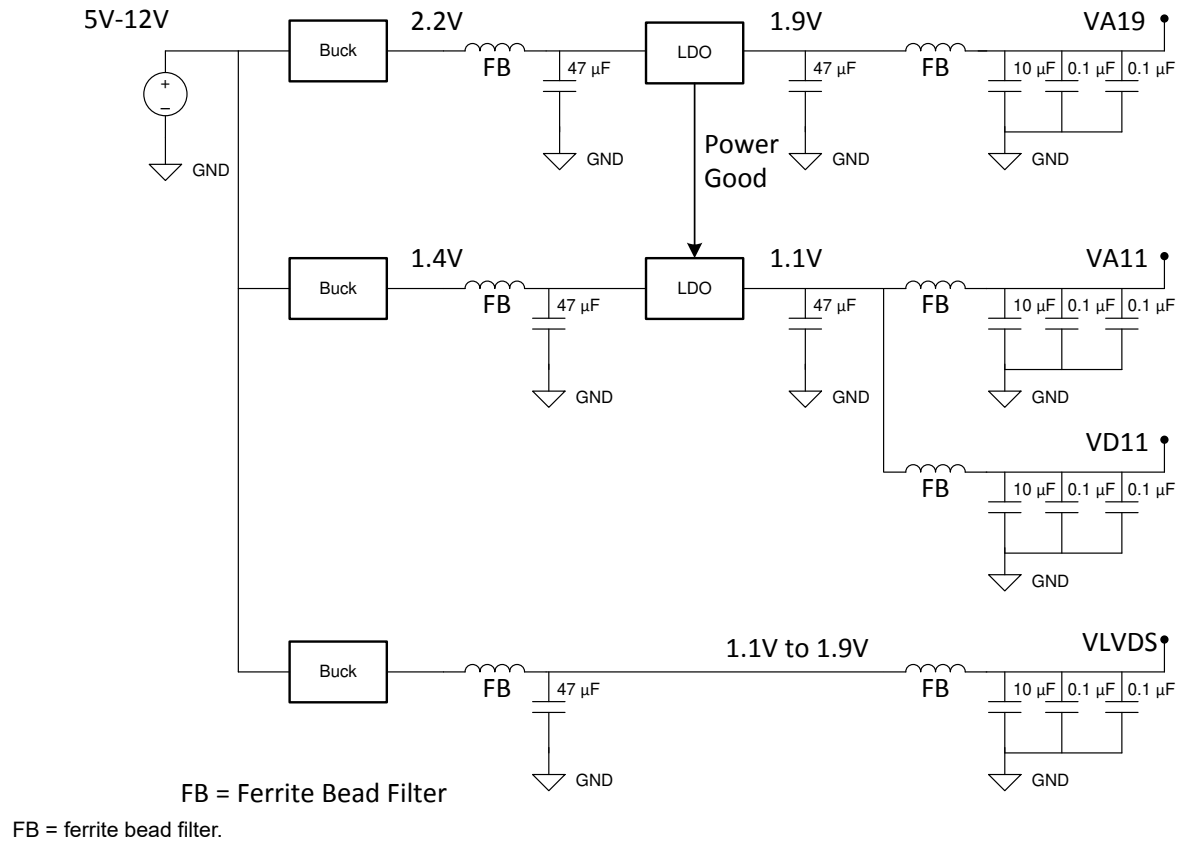 5V-12V
2.2V
1.9V
VA19
Buck
FB
47 µF
LDO
47 µF
FB
10 µF 0.1 µF 0.1 µF
+
–
GND
GND
GND
GND
Power
Good
1.4V
1.1V
VA11
Buck
FB
47 µF
LDO
47 µF
FB
10 µF 0.1 µF 0.1 µF
GND
GND
GND
VD11
FB
10 µF 0.1 µF 0.1 µF
GND
1.1V to 1.9V
VLVDS
Buck
FB
47 µF
FB
10 µF 0.1 µF 0.1 µF
GND
GND
FB = Ferrite Bead Filter
FB = ferrite bead filter.